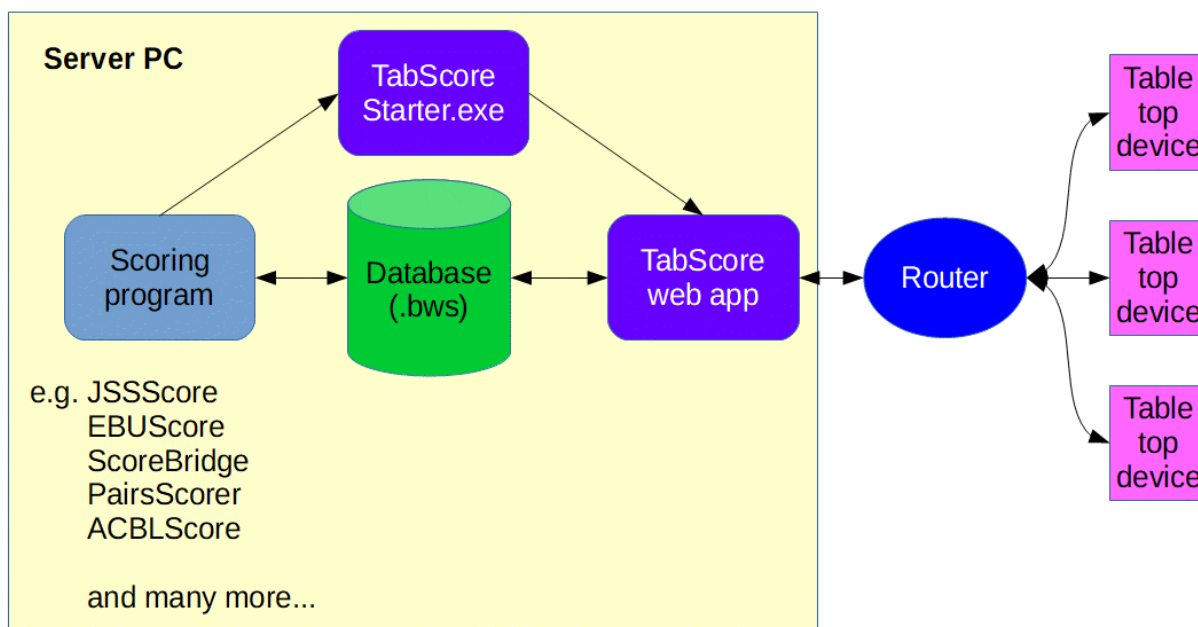 Server PC
TabScore
Starter.exe
Scoring
program
Database
(.bws)
TabScore
web app
Router
Table
top
device
Table
top
device
Table
top
device
e.g. JSSScore
EBUScore
ScoreBridge
PairsScorer
ACBLScore
and many more...